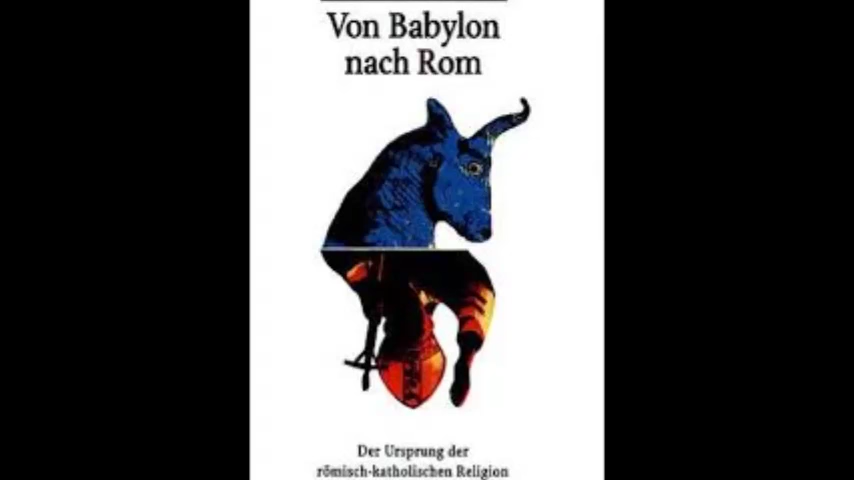 Von Babylon
nach Rom
Der Ursprung der
römisch-katholischen Religion